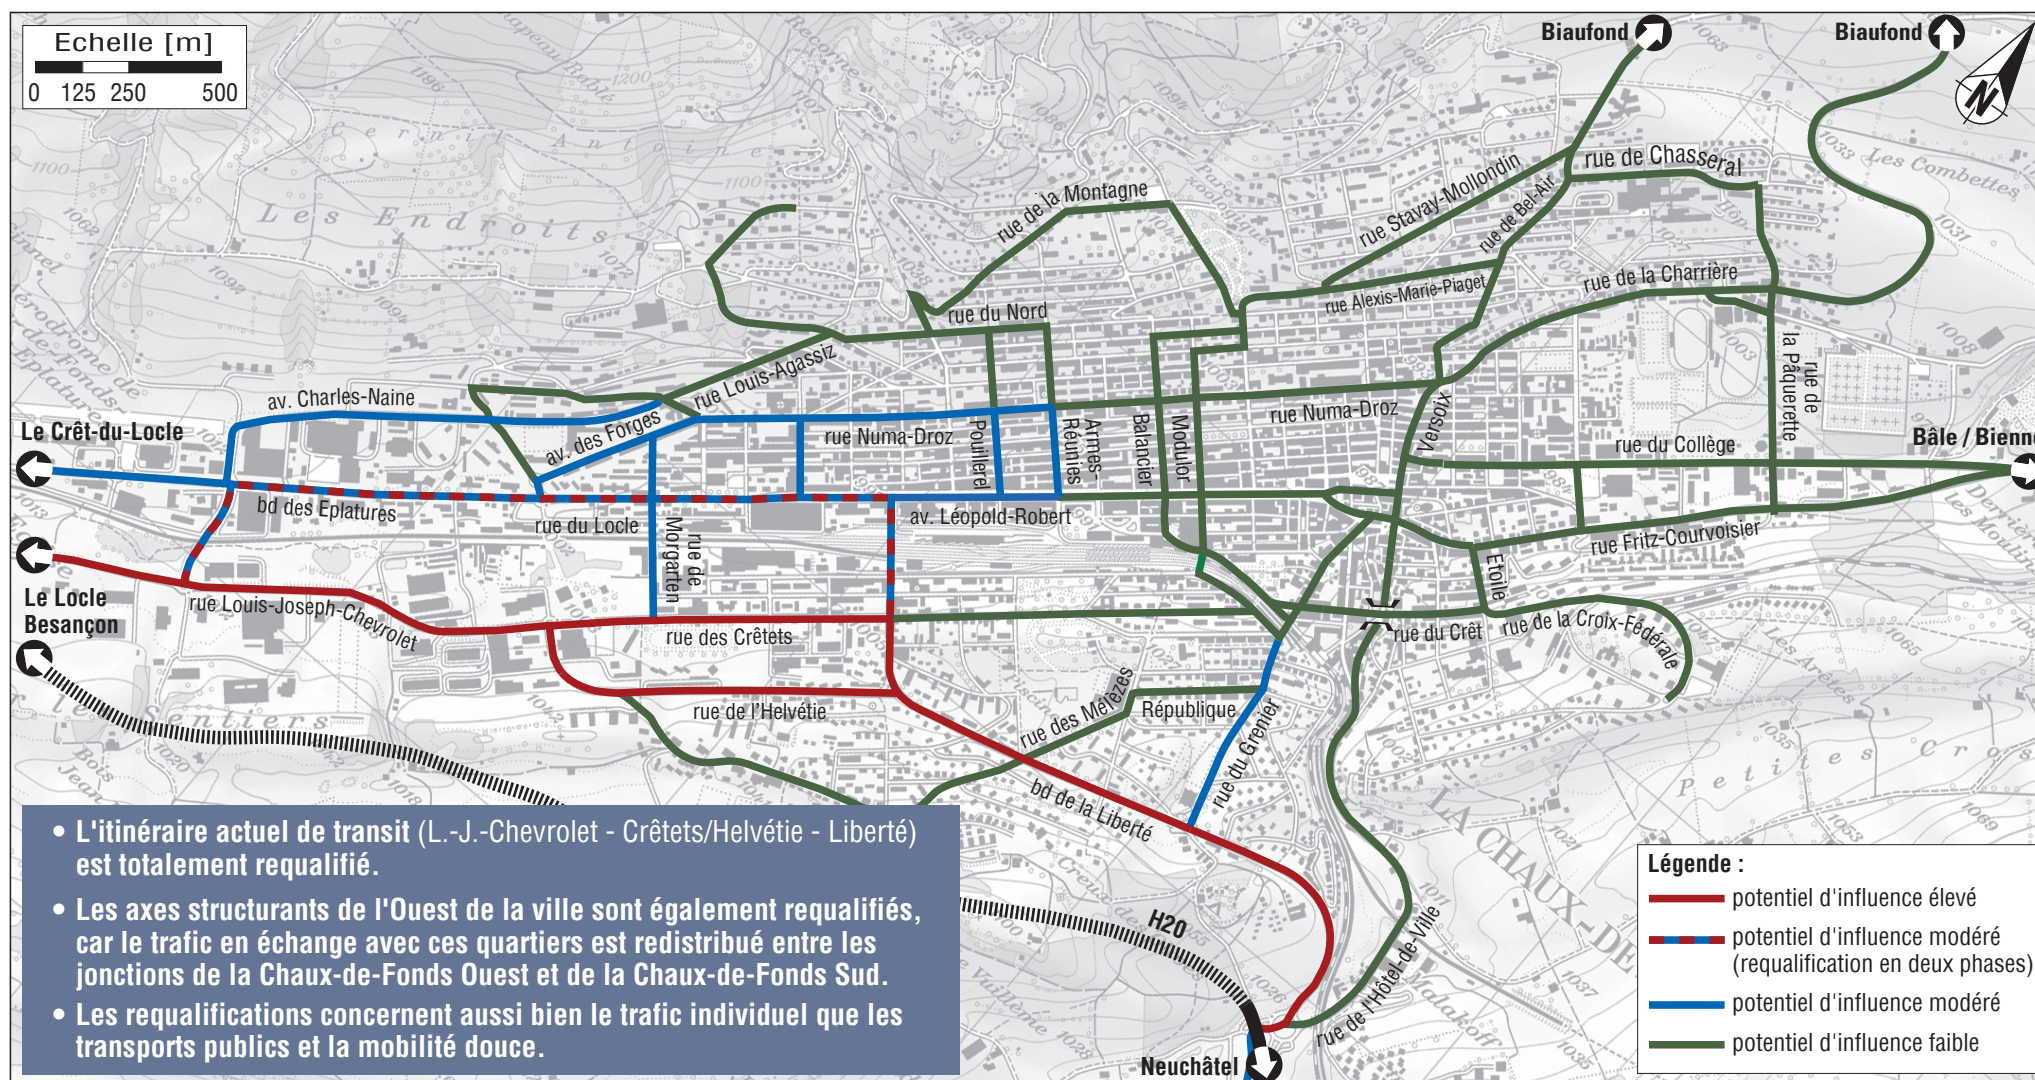 Echelle [m]
0 125 250 500
Biaufond
Biaufond
N
Les Endroits
Les Combettes
rue de la Montagne
rue Stavay-Mollondin
rue de Bel-Air
rue de Chasseral
rue de la Charrière
rue Alexis-Marie-Piaget
rue du Nord
rue Louis-Agassiz
av. Charles-Naine
av. des Forges
rue Numa-Droz
Pouillerel
Armes-
Réunies
Balancier
Modulor
rue Numa-Droz
Versoix
rue du Collège
rue de
la Pâquerette
Le Crêt-du-Locle
Bâle / Bienne
bd des Eplatures
rue du Locle
rue de
Morgarten
av. Léopold-Robert
rue Fritz-Courvoisier
Etoile
Le Locle
Besançon
rue Louis-Joseph-Chevrolet
rue des Crêtets
rue du Crêt
rue de la Croix-Fédérale
rue de l'Helvétie
rue des Mélèzes
République
rue du Grenier
bd de la Liberté
Petites Cros
LA CHAUX-DE
H20
rue de l'Hôtel-de-Ville
Neuchâtel
• L'itinéraire actuel de transit (L.-J.-Chevrolet - Crêtets/Helvétie - Liberté)
est totalement requalifié.
• Les axes structurants de l'Ouest de la ville sont également requalifiés,
car le trafic en échange avec ces quartiers est redistribué entre les
jonctions de la Chaux-de-Fonds Ouest et de la Chaux-de-Fonds Sud.
• Les requalifications concernent aussi bien le trafic individuel que les
transports publics et la mobilité douce.
Légende :
potentiel d'influence élevé
potentiel d'influence modéré
(requalification en deux phases)
potentiel d'influence modéré
potentiel d'influence faible